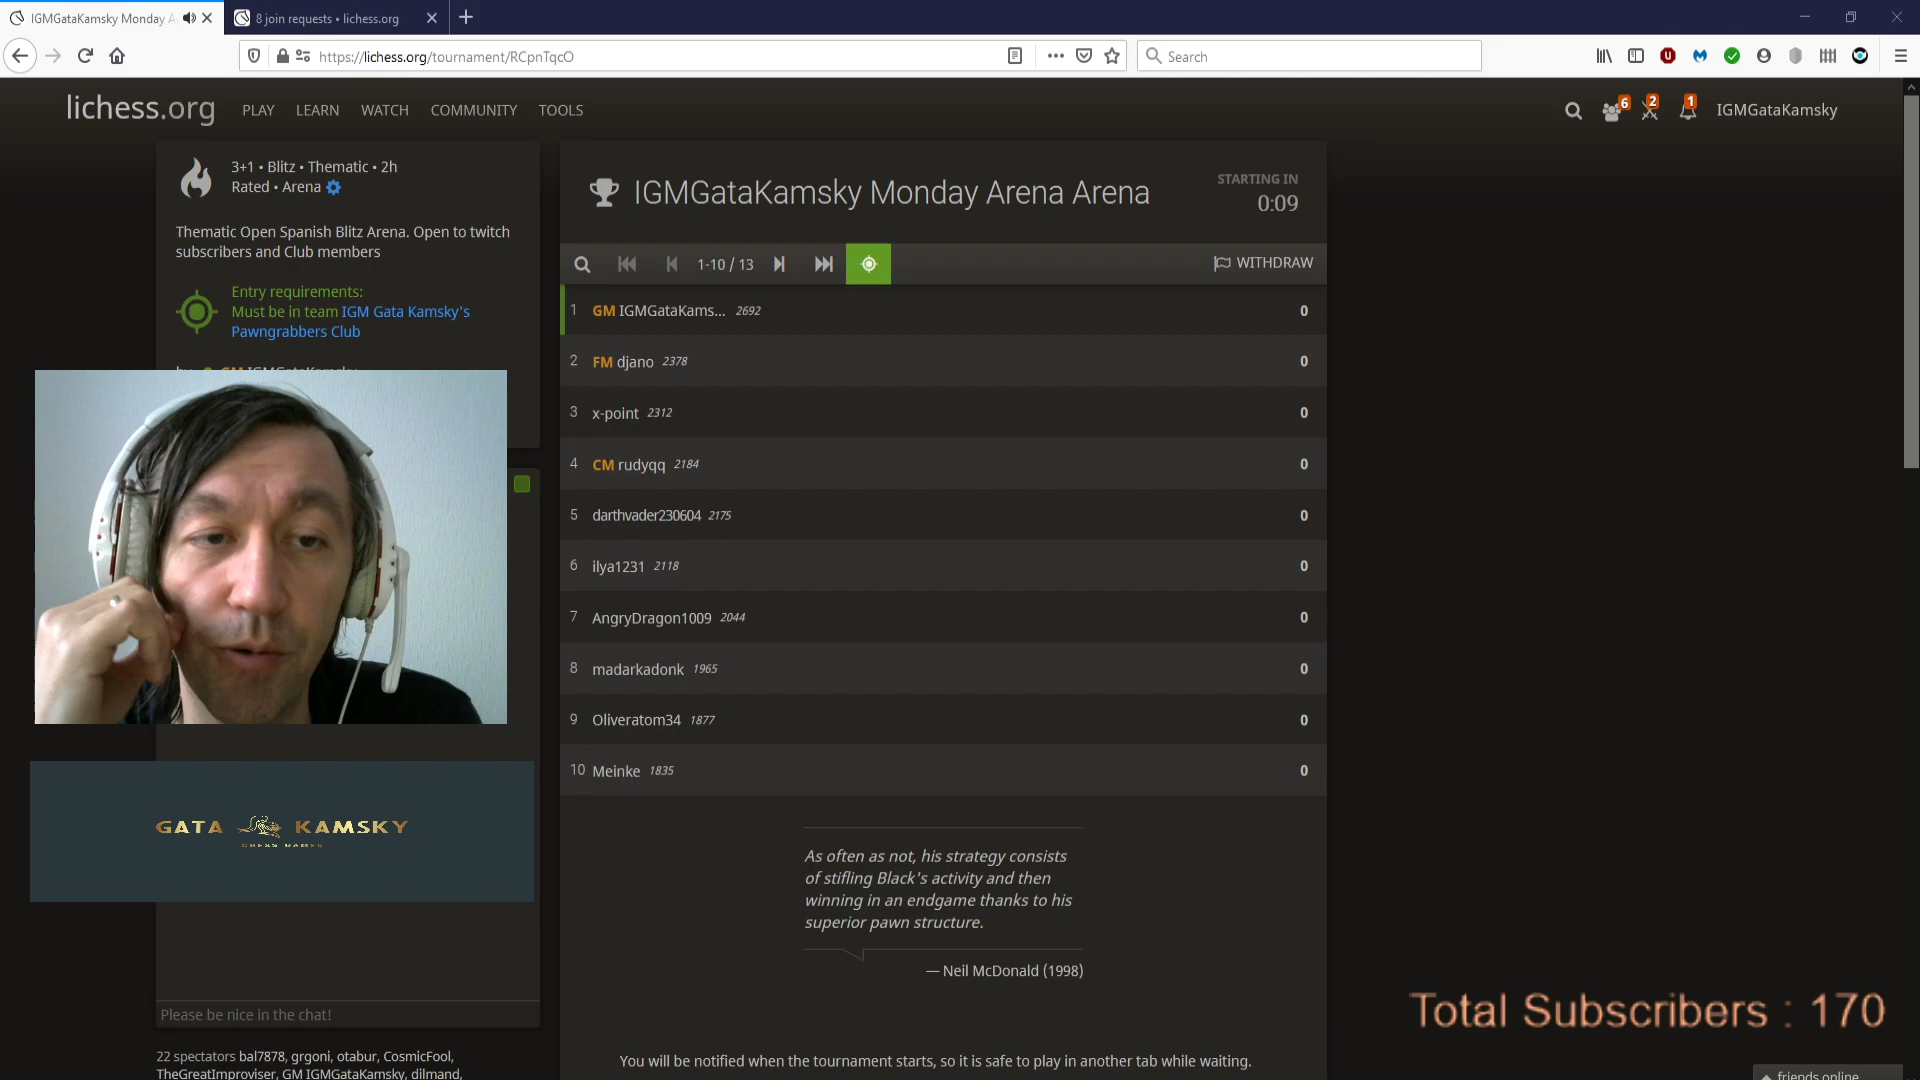 IGMGataKamsky Monday A
8 join requests • lichess.org
https://lichess.org/tournament/RCpnTqcO
Search
lichess.org
PLAY
LEARN
WATCH
COMMUNITY
TOOLS
6
2
1
IGMGataKamsky
3+1 • Blitz • Thematic • 2h
Rated • Arena
Thematic Open Spanish Blitz Arena. Open to twitch
subscribers and Club members
Entry requirements:
Must be in team IGM Gata Kamsky's
Pawngrabbers Club
IGMGataKamsky Monday Arena Arena
STARTING IN
0:09
1-10 / 13
WITHDRAW
1 GM IGMGataKams... 2692 0
2 FM djano 2378 0
3 x-point 2312 0
4 CM rudyqq 2184 0
5 darthvader230604 2175 0
6 ilya1231 2118 0
7 AngryDragon1009 2044 0
8 madarkadonk 1965 0
9 Oliveratom34 1877 0
10 Meinke 1835 0
GATA KAMSKY
As often as not, his strategy consists
of stifling Black's activity and then
winning in an endgame thanks to his
superior pawn structure.
— Neil McDonald (1998)
Please be nice in the chat!
22 spectators bal7878, grgoni, otabur, CosmicFool,
TheGreatImproviser, GM IGMGataKamsky, dilmand,
You will be notified when the tournament starts, so it is safe to play in another tab while waiting.
Total Subscribers : 170
friends online